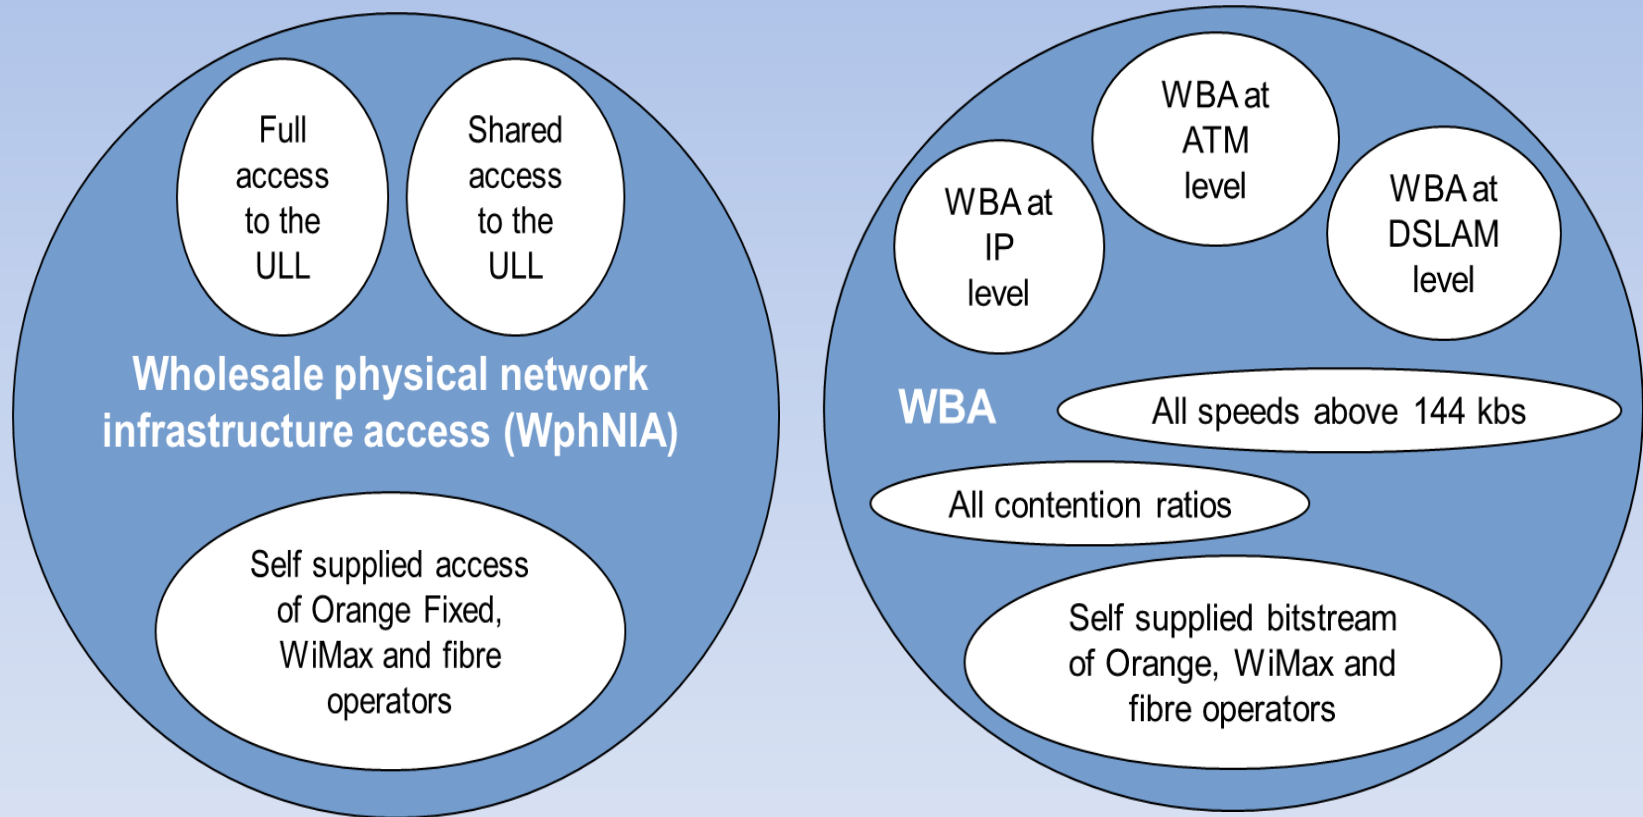 Full
access
to the
ULL
Shared
access
to the
ULL
Wholesale physical network
infrastructure access (WphNIA)
Self supplied access
of Orange Fixed,
WiMax and fibre
operators
WBA at
IP
level
WBA at
ATM
level
WBA at
DSLAM
level
WBA
All speeds above 144 kbs
All contention ratios
Self supplied bitstream
of Orange, WiMax and
fibre operators